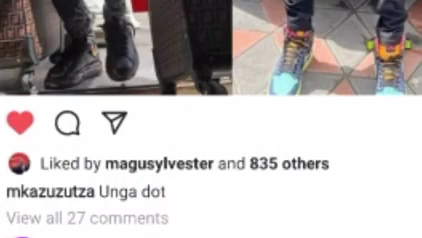 Liked by magusylvester and 835 others
mkazuzutza Unga dot
View all 27 comments